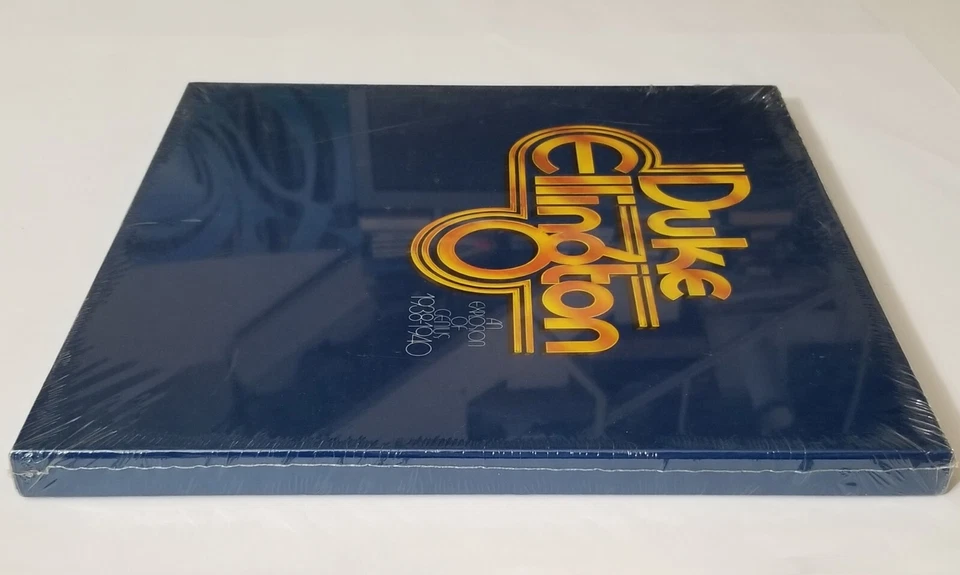 Duke
Ellington
AN
EXPLOSION
OF
GENIUS
1938-1940